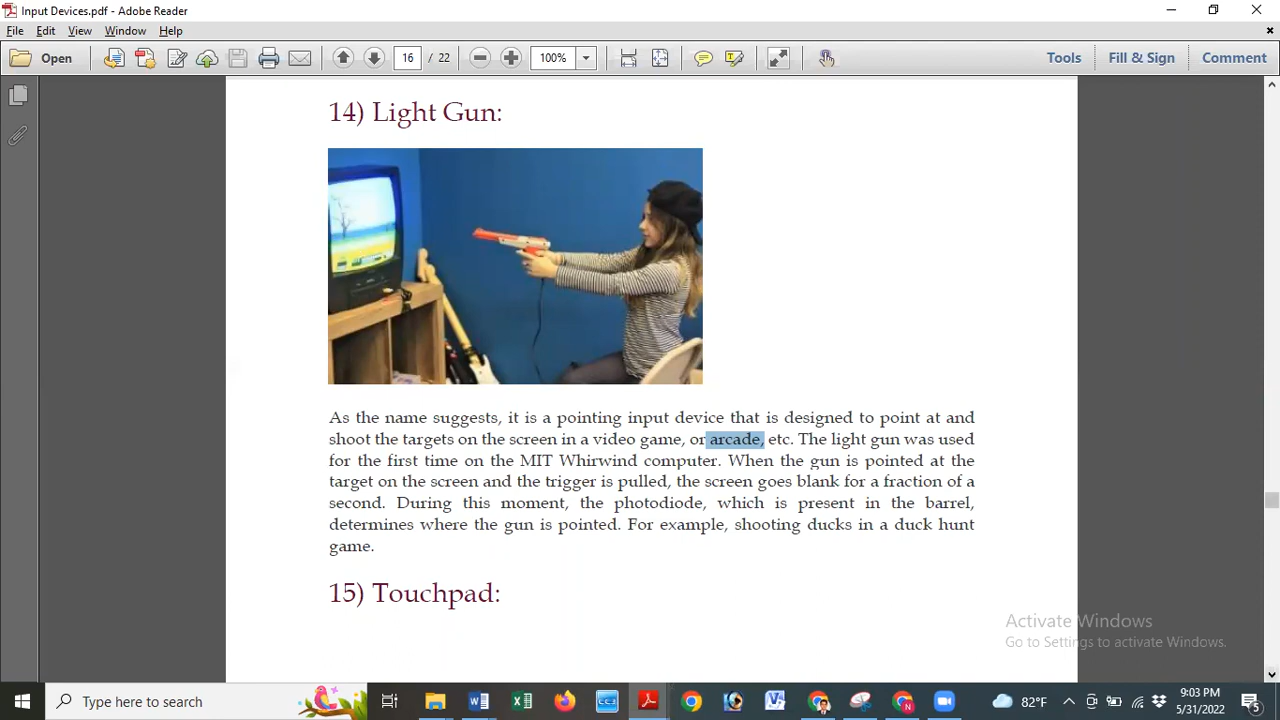 Input Devices.pdf - Adobe Reader
File Edit View Window Help
Open 16 / 22 100% Tools Fill & Sign Comment
14) Light Gun:
As the name suggests, it is a pointing input device that is designed to point at and
shoot the targets on the screen in a video game, or arcade, etc. The light gun was used
for the first time on the MIT Whirwind computer. When the gun is pointed at the
target on the screen and the trigger is pulled, the screen goes blank for a fraction of a
second. During this moment, the photodiode, which is present in the barrel,
determines where the gun is pointed. For example, shooting ducks in a duck hunt
game.
15) Touchpad:
Activate Windows
Go to Settings to activate Windows.
Type here to search
82°F
9:03 PM
5/31/2022
5